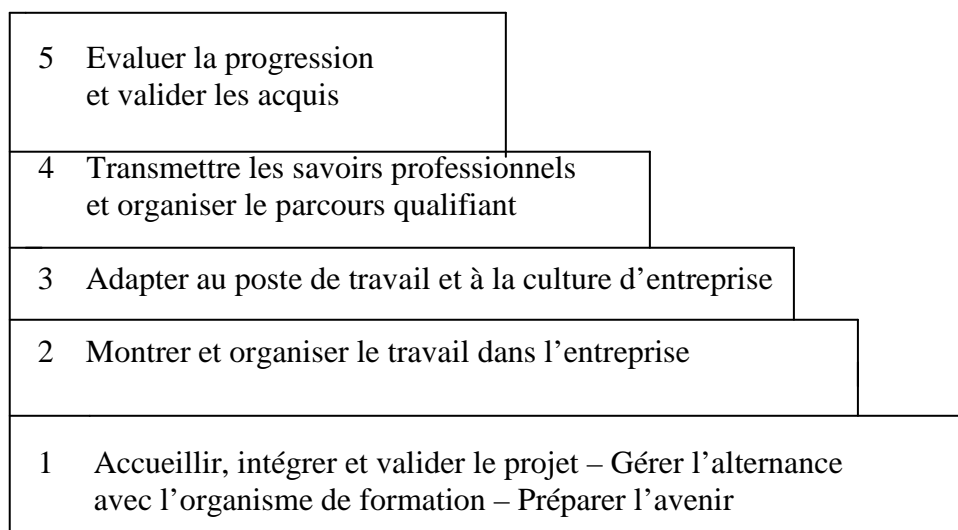 5 Evaluer la progression
et valider les acquis
4 Transmettre les savoirs professionnels
et organiser le parcours qualifiant
3 Adapter au poste de travail et à la culture d’entreprise
2 Montrer et organiser le travail dans l’entreprise
1 Accueillir, intégrer et valider le projet – Gérer l’alternance
avec l’organisme de formation – Préparer l’avenir